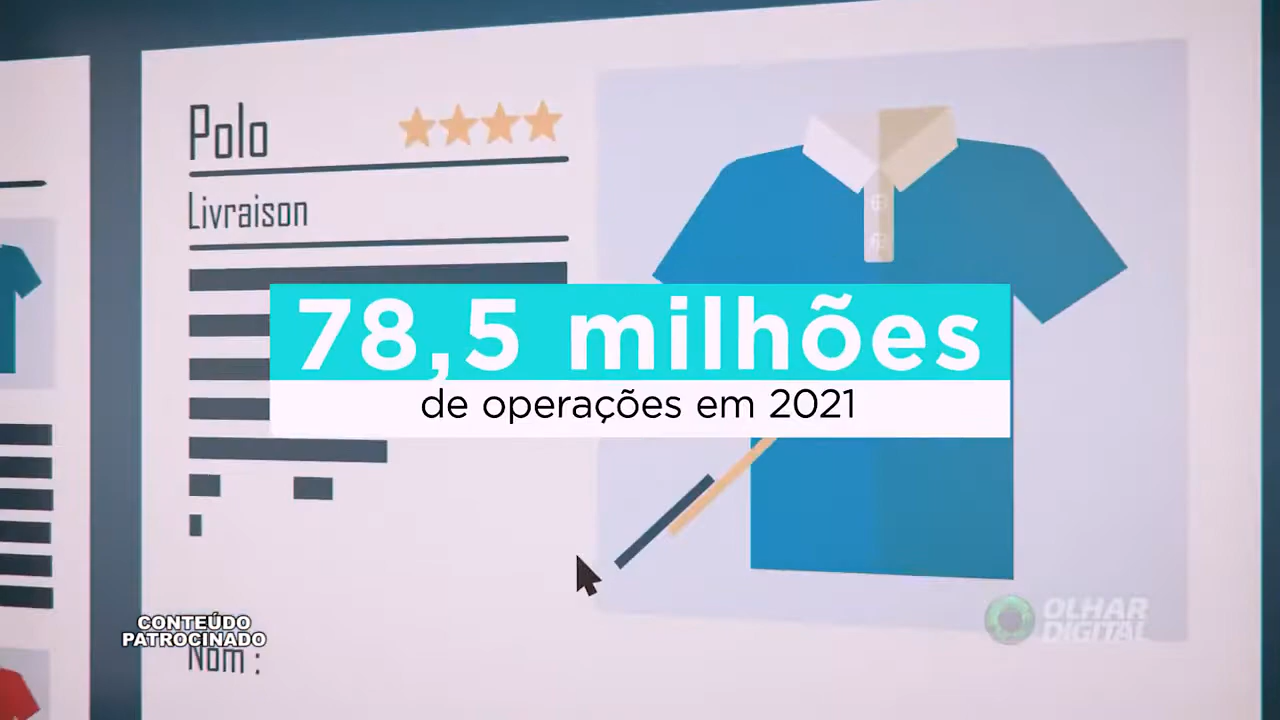 Polo
Livraison
78,5 milhões
de operações em 2021
CONTEÚDO
PATROCINADO
Nom :
OLHAR
DIGITAL